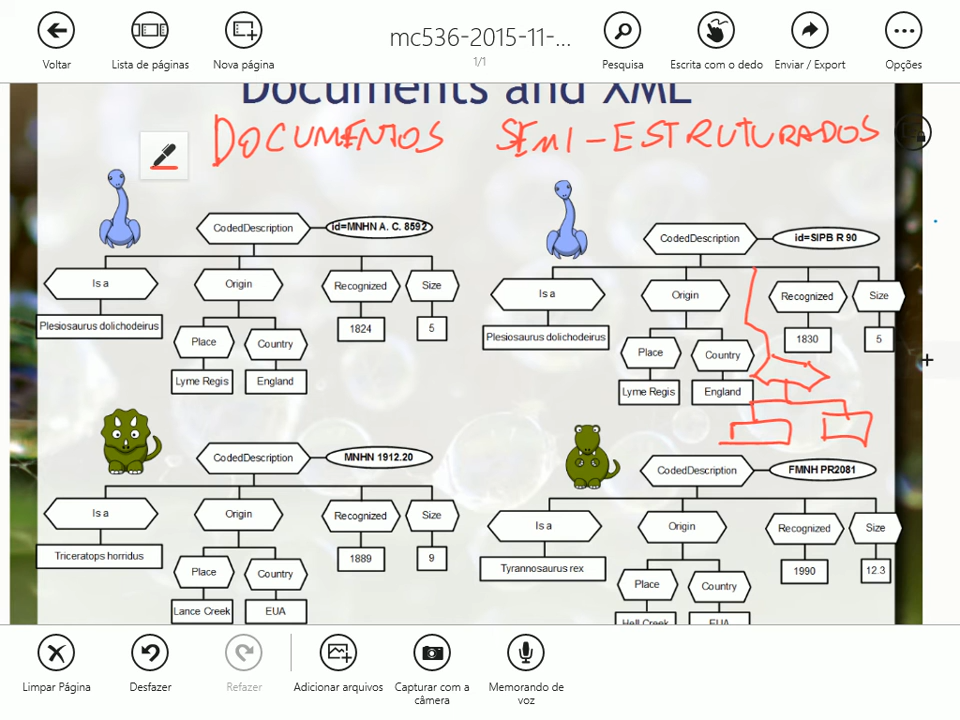 mc536-2015-11-...
1/1
Voltar
Lista de páginas
Nova página
Pesquisa
Escrita com o dedo
Enviar / Export
Opções
Documents and XML
DOCUMENTOS SEMI-ESTRUTURADOS
CodedDescription
id=MNHN A. C. 8592
Is a
Origin
Recognized
Size
Plesiosaurus dolichodeirus
Place
Country
1824
5
Lyme Regis
England
CodedDescription
id=SIPB R 90
Is a
Origin
Recognized
Size
Plesiosaurus dolichodeirus
Place
Country
1830
5
Lyme Regis
England
CodedDescription
MNHN 1912.20
Is a
Origin
Recognized
Size
Triceratops horridus
Place
Country
1889
9
Lance Creek
EUA
CodedDescription
FMNH PR2081
Is a
Origin
Recognized
Size
Tyrannosaurus rex
Place
Country
1990
12.3
Hell Creek
EUA
Limpar Página
Desfazer
Refazer
Adicionar arquivos
Capturar com a
câmera
Memorando de
voz